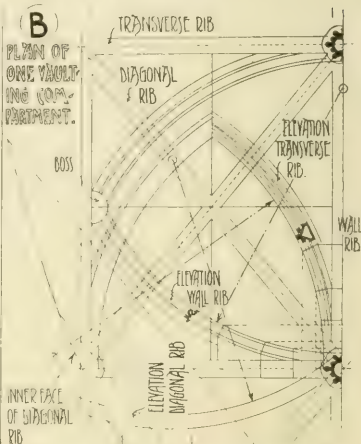 (B)
PLAN OF
ONE VAULT-
ING COM-
PARTMENT.
TRANSVERSE RIB
DIAGONAL
RIB
BOSS
ELEVATION
TRANSVERSE
RIB.
WALL
RIB
ELEVATION
WALL RIB
ELEVATION
DIAGONAL RIB
INNER FACE
OF DIAGONAL
RIB